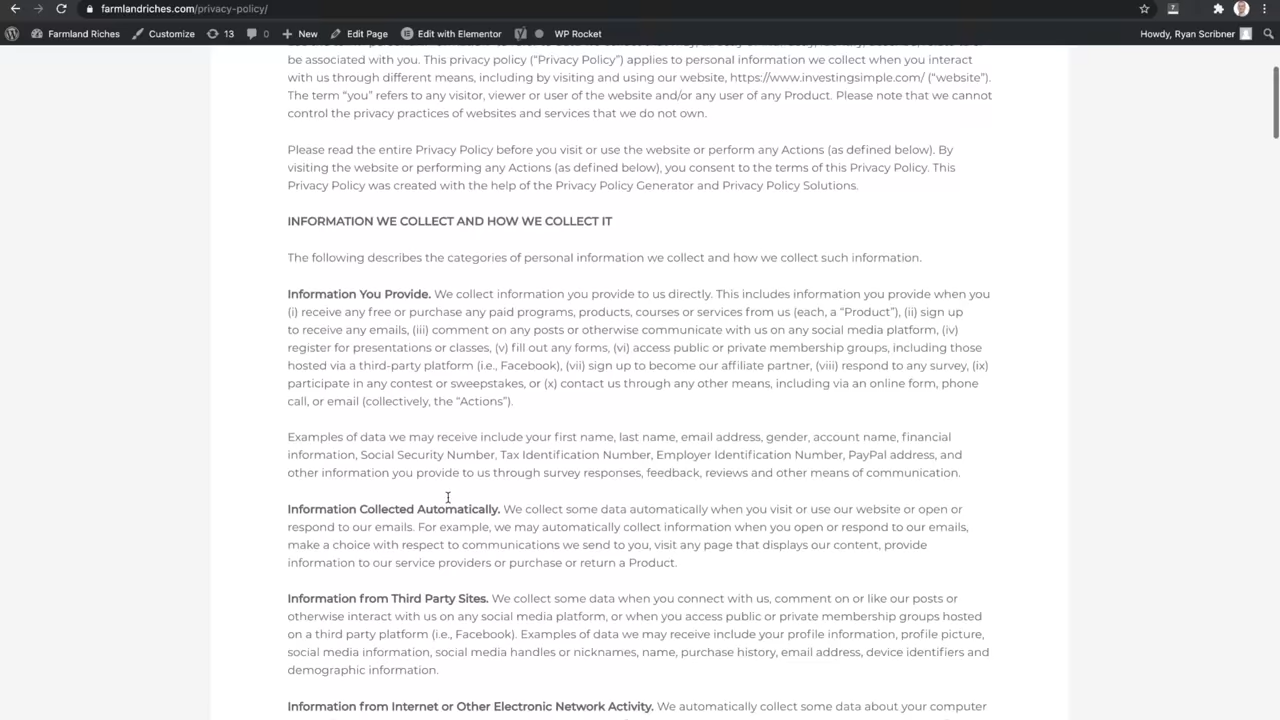 farmlandriches.com/privacy-policy/
Farmland Riches Customize 13 0 New Edit Page Edit with Elementor WP Rocket Howdy, Ryan Scribner
be associated with you. This privacy policy (“Privacy Policy”) applies to personal information we collect when you interact
with us through different means, including by visiting and using our website, https://www.investingsimple.com/ (“website”).
The term “you” refers to any visitor, viewer or user of the website and/or any user of any Product. Please note that we cannot
control the privacy practices of websites and services that we do not own.
Please read the entire Privacy Policy before you visit or use the website or perform any Actions (as defined below). By
visiting the website or performing any Actions (as defined below), you consent to the terms of this Privacy Policy. This
Privacy Policy was created with the help of the Privacy Policy Generator and Privacy Policy Solutions.
INFORMATION WE COLLECT AND HOW WE COLLECT IT
The following describes the categories of personal information we collect and how we collect such information.
Information You Provide. We collect information you provide to us directly. This includes information you provide when you
(i) receive any free or purchase any paid programs, products, courses or services from us (each, a “Product”), (ii) sign up
to receive any emails, (iii) comment on any posts or otherwise communicate with us on any social media platform, (iv)
register for presentations or classes, (v) fill out any forms, (vi) access public or private membership groups, including those
hosted via a third-party platform (i.e., Facebook), (vii) sign up to become our affiliate partner, (viii) respond to any survey, (ix)
participate in any contest or sweepstakes, or (x) contact us through any other means, including via an online form, phone
call, or email (collectively, the “Actions”).
Examples of data we may receive include your first name, last name, email address, gender, account name, financial
information, Social Security Number, Tax Identification Number, Employer Identification Number, PayPal address, and
other information you provide to us through survey responses, feedback, reviews and other means of communication.
Information Collected Automatically. We collect some data automatically when you visit or use our website or open or
respond to our emails. For example, we may automatically collect information when you open or respond to our emails,
make a choice with respect to communications we send to you, visit any page that displays our content, provide
information to our service providers or purchase or return a Product.
Information from Third Party Sites. We collect some data when you connect with us, comment on or like our posts or
otherwise interact with us on any social media platform, or when you access public or private membership groups hosted
on a third party platform (i.e., Facebook). Examples of data we may receive include your profile information, profile picture,
social media information, social media handles or nicknames, name, purchase history, email address, device identifiers and
demographic information.
Information from Internet or Other Electronic Network Activity. We automatically collect some data about your computer